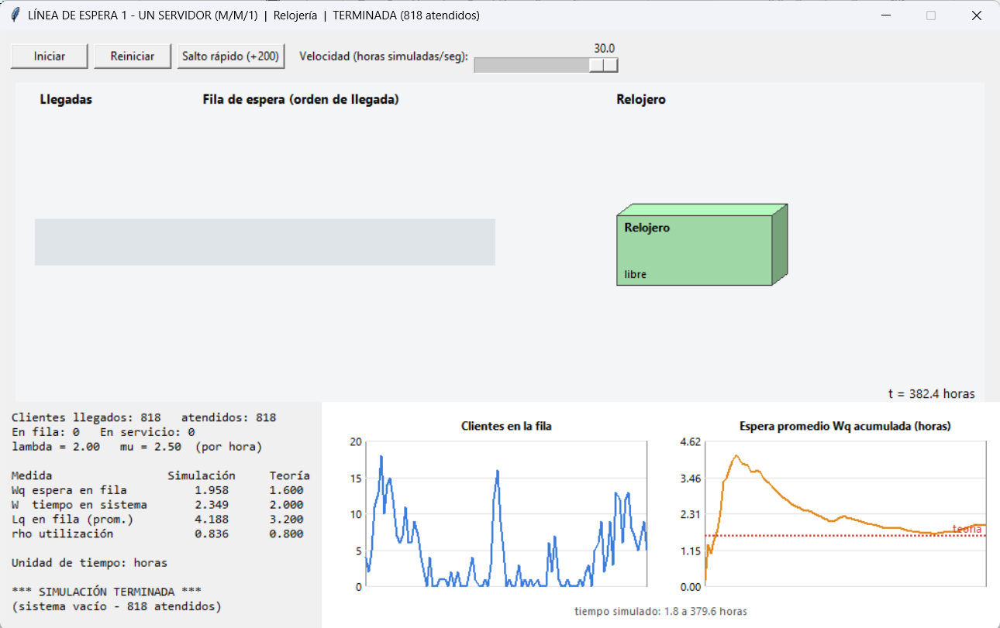 LÍNEA DE ESPERA 1 - UN SERVIDOR (M/M/1) | Relojería | TERMINADA (818 atendidos)
Iniciar Reiniciar Salto rápido (+200) Velocidad (horas simuladas/seg): 30.0
Llegadas Fila de espera (orden de llegada) Relojero
Relojero
libre
t = 382.4 horas
Clientes llegados: 818 atendidos: 818
En fila: 0 En servicio: 0
lambda = 2.00 mu = 2.50 (por hora)
Medida Simulación Teoría
Wq espera en fila 1.958 1.600
W tiempo en sistema 2.349 2.000
Lq en fila (prom.) 4.188 3.200
rho utilización 0.836 0.800
Unidad de tiempo: horas
*** SIMULACIÓN TERMINADA ***
(sistema vacío - 818 atendidos)
Clientes en la fila
20
15
10
5
0
Espera promedio Wq acumulada (horas)
4.62
3.46
2.31
1.15
0.00
teoría
tiempo simulado: 1.8 a 379.6 horas